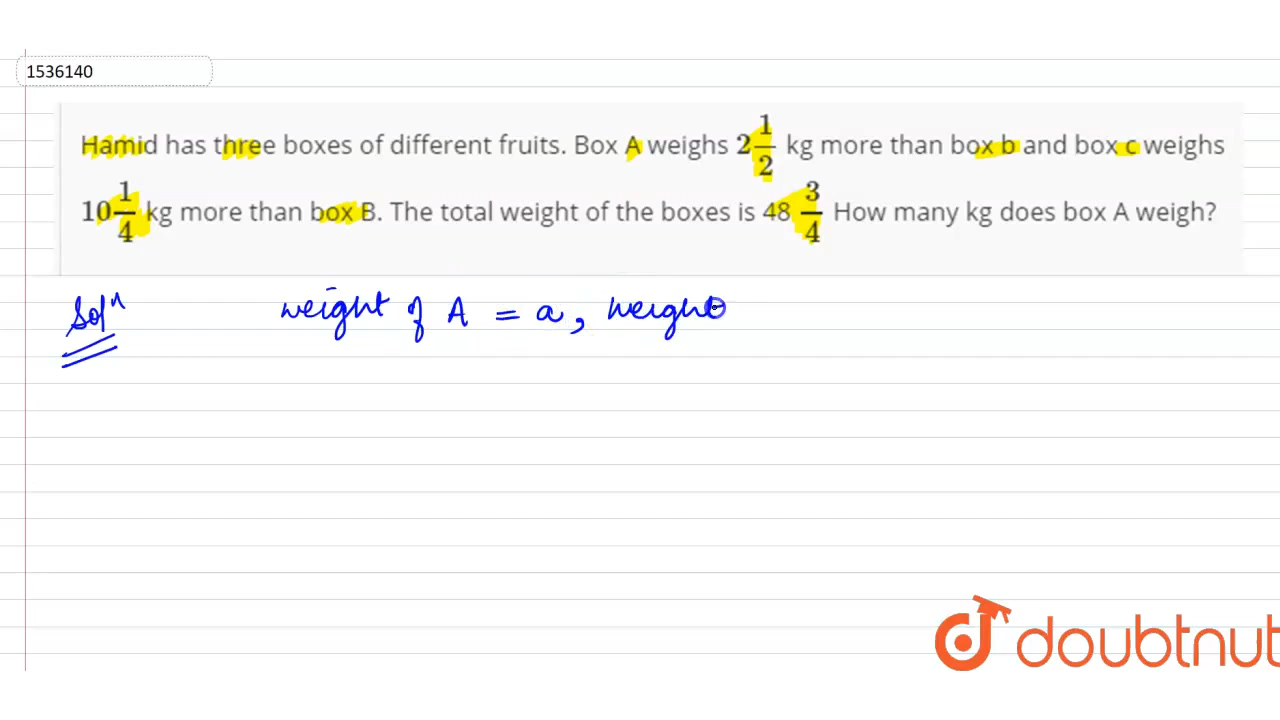 1536140
Hamid has three boxes of different fruits. Box A weighs 2 1/2 kg more than box b and box c weighs
10 1/4 kg more than box B. The total weight of the boxes is 48 3/4 How many kg does box A weigh?
Solⁿ weight of A = a, weight
doubtnut